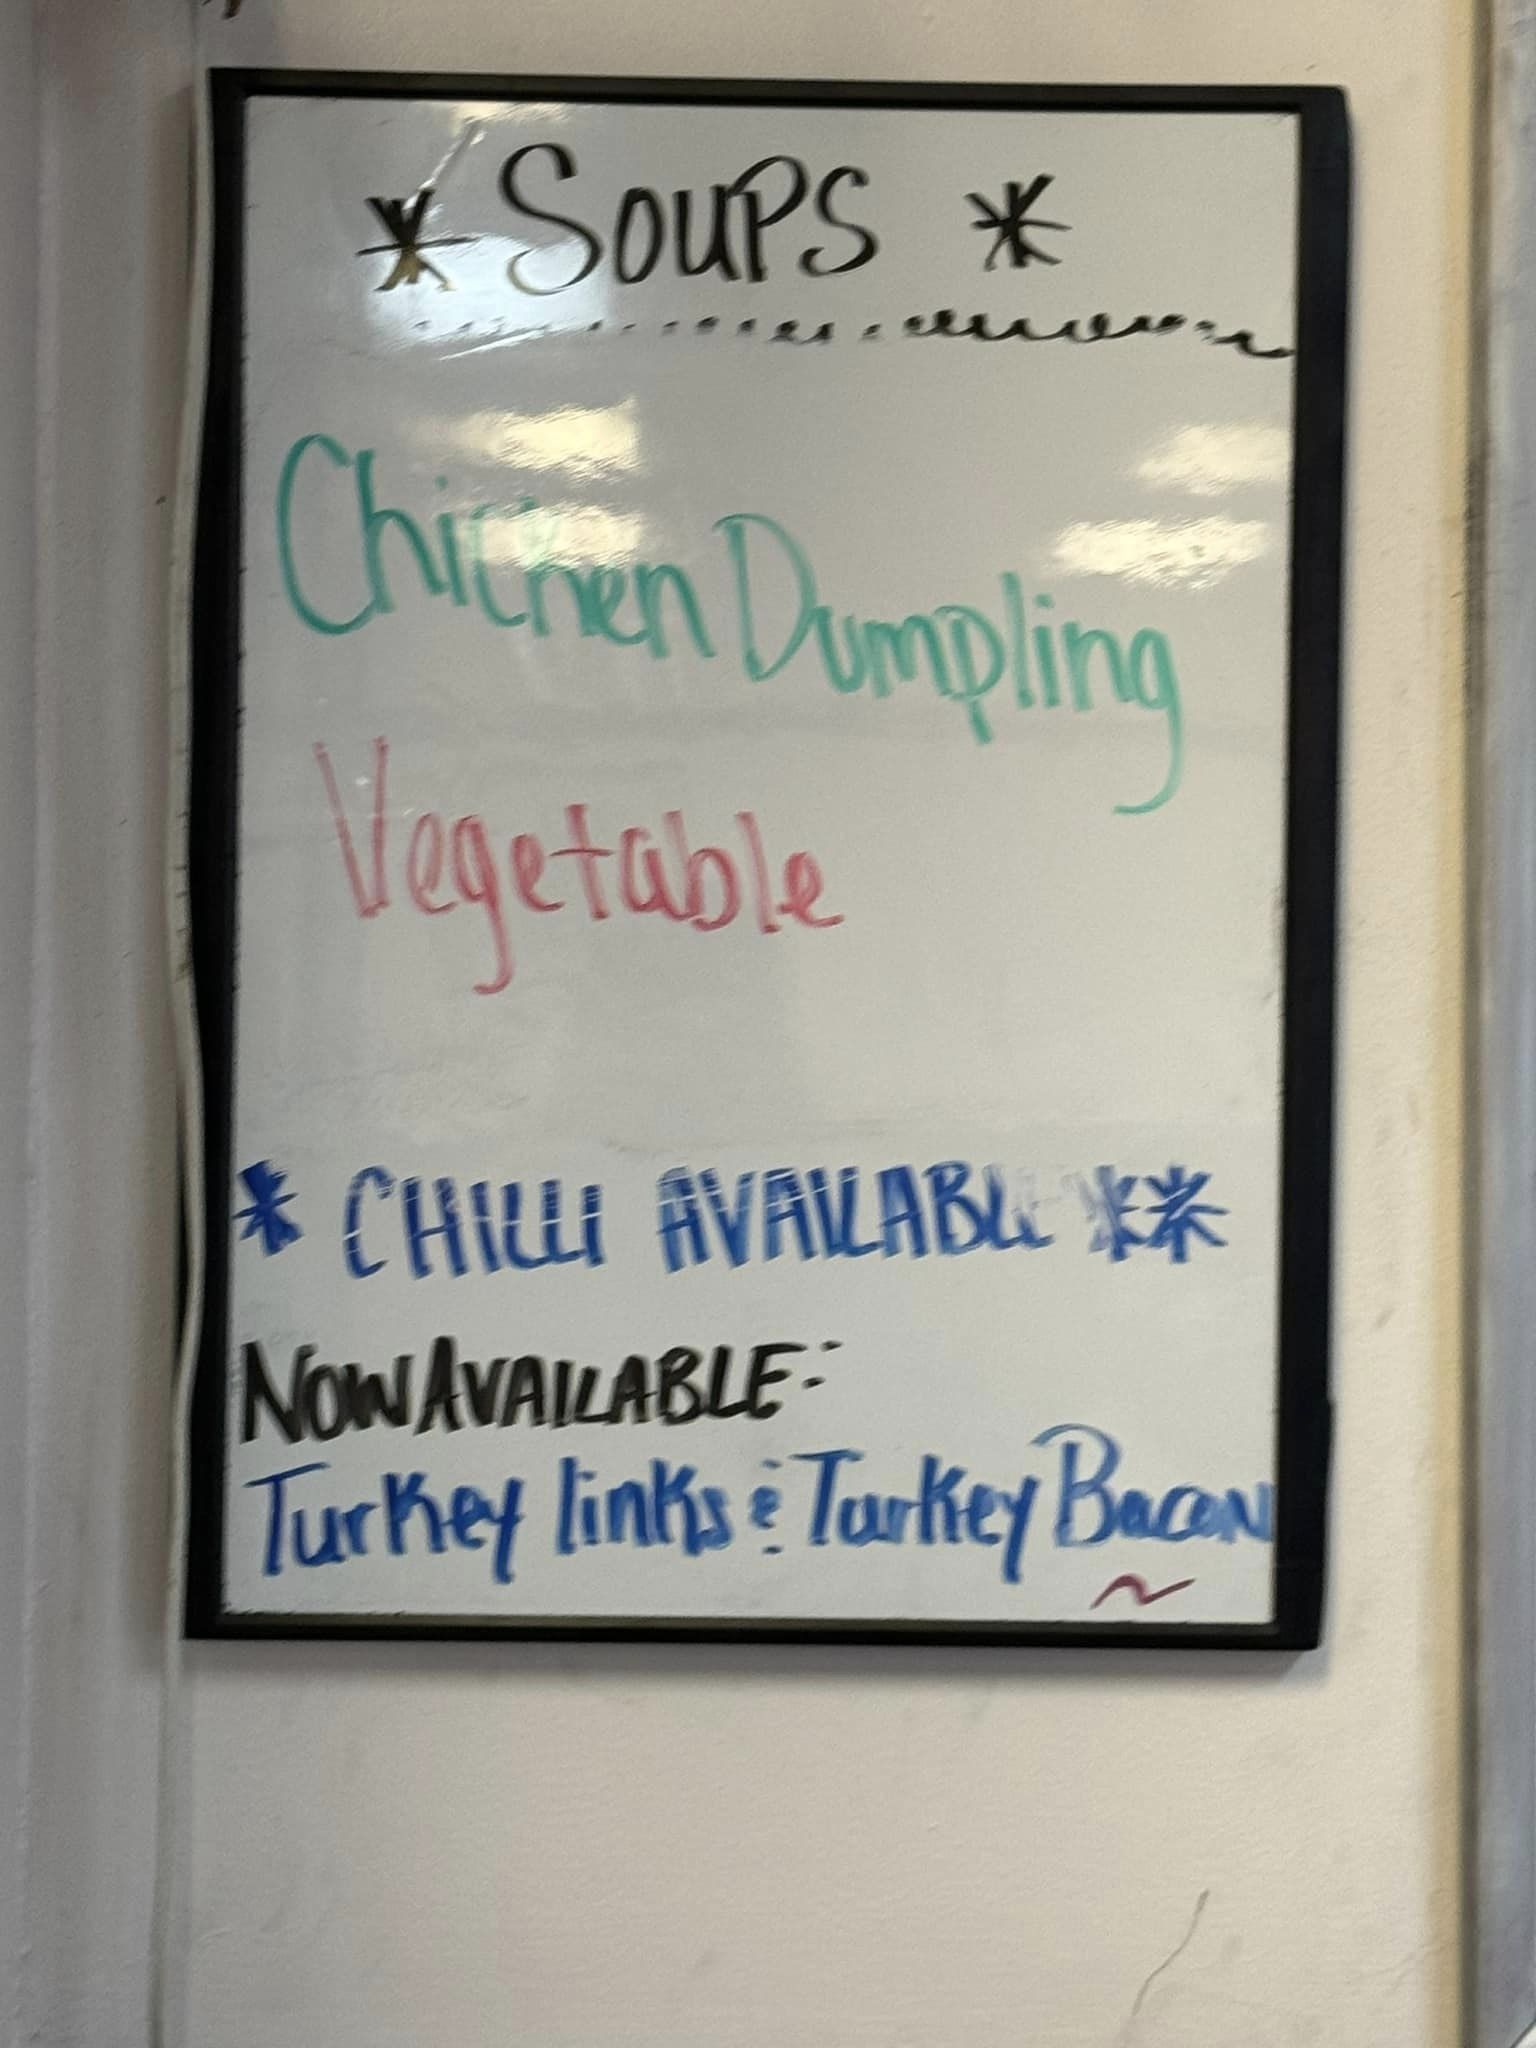 * SOUPS *
Chicken Dumpling
Vegetable
* CHILLI AVAILABLE **
NOW AVAILABLE:
Turkey links & Turkey Bacon